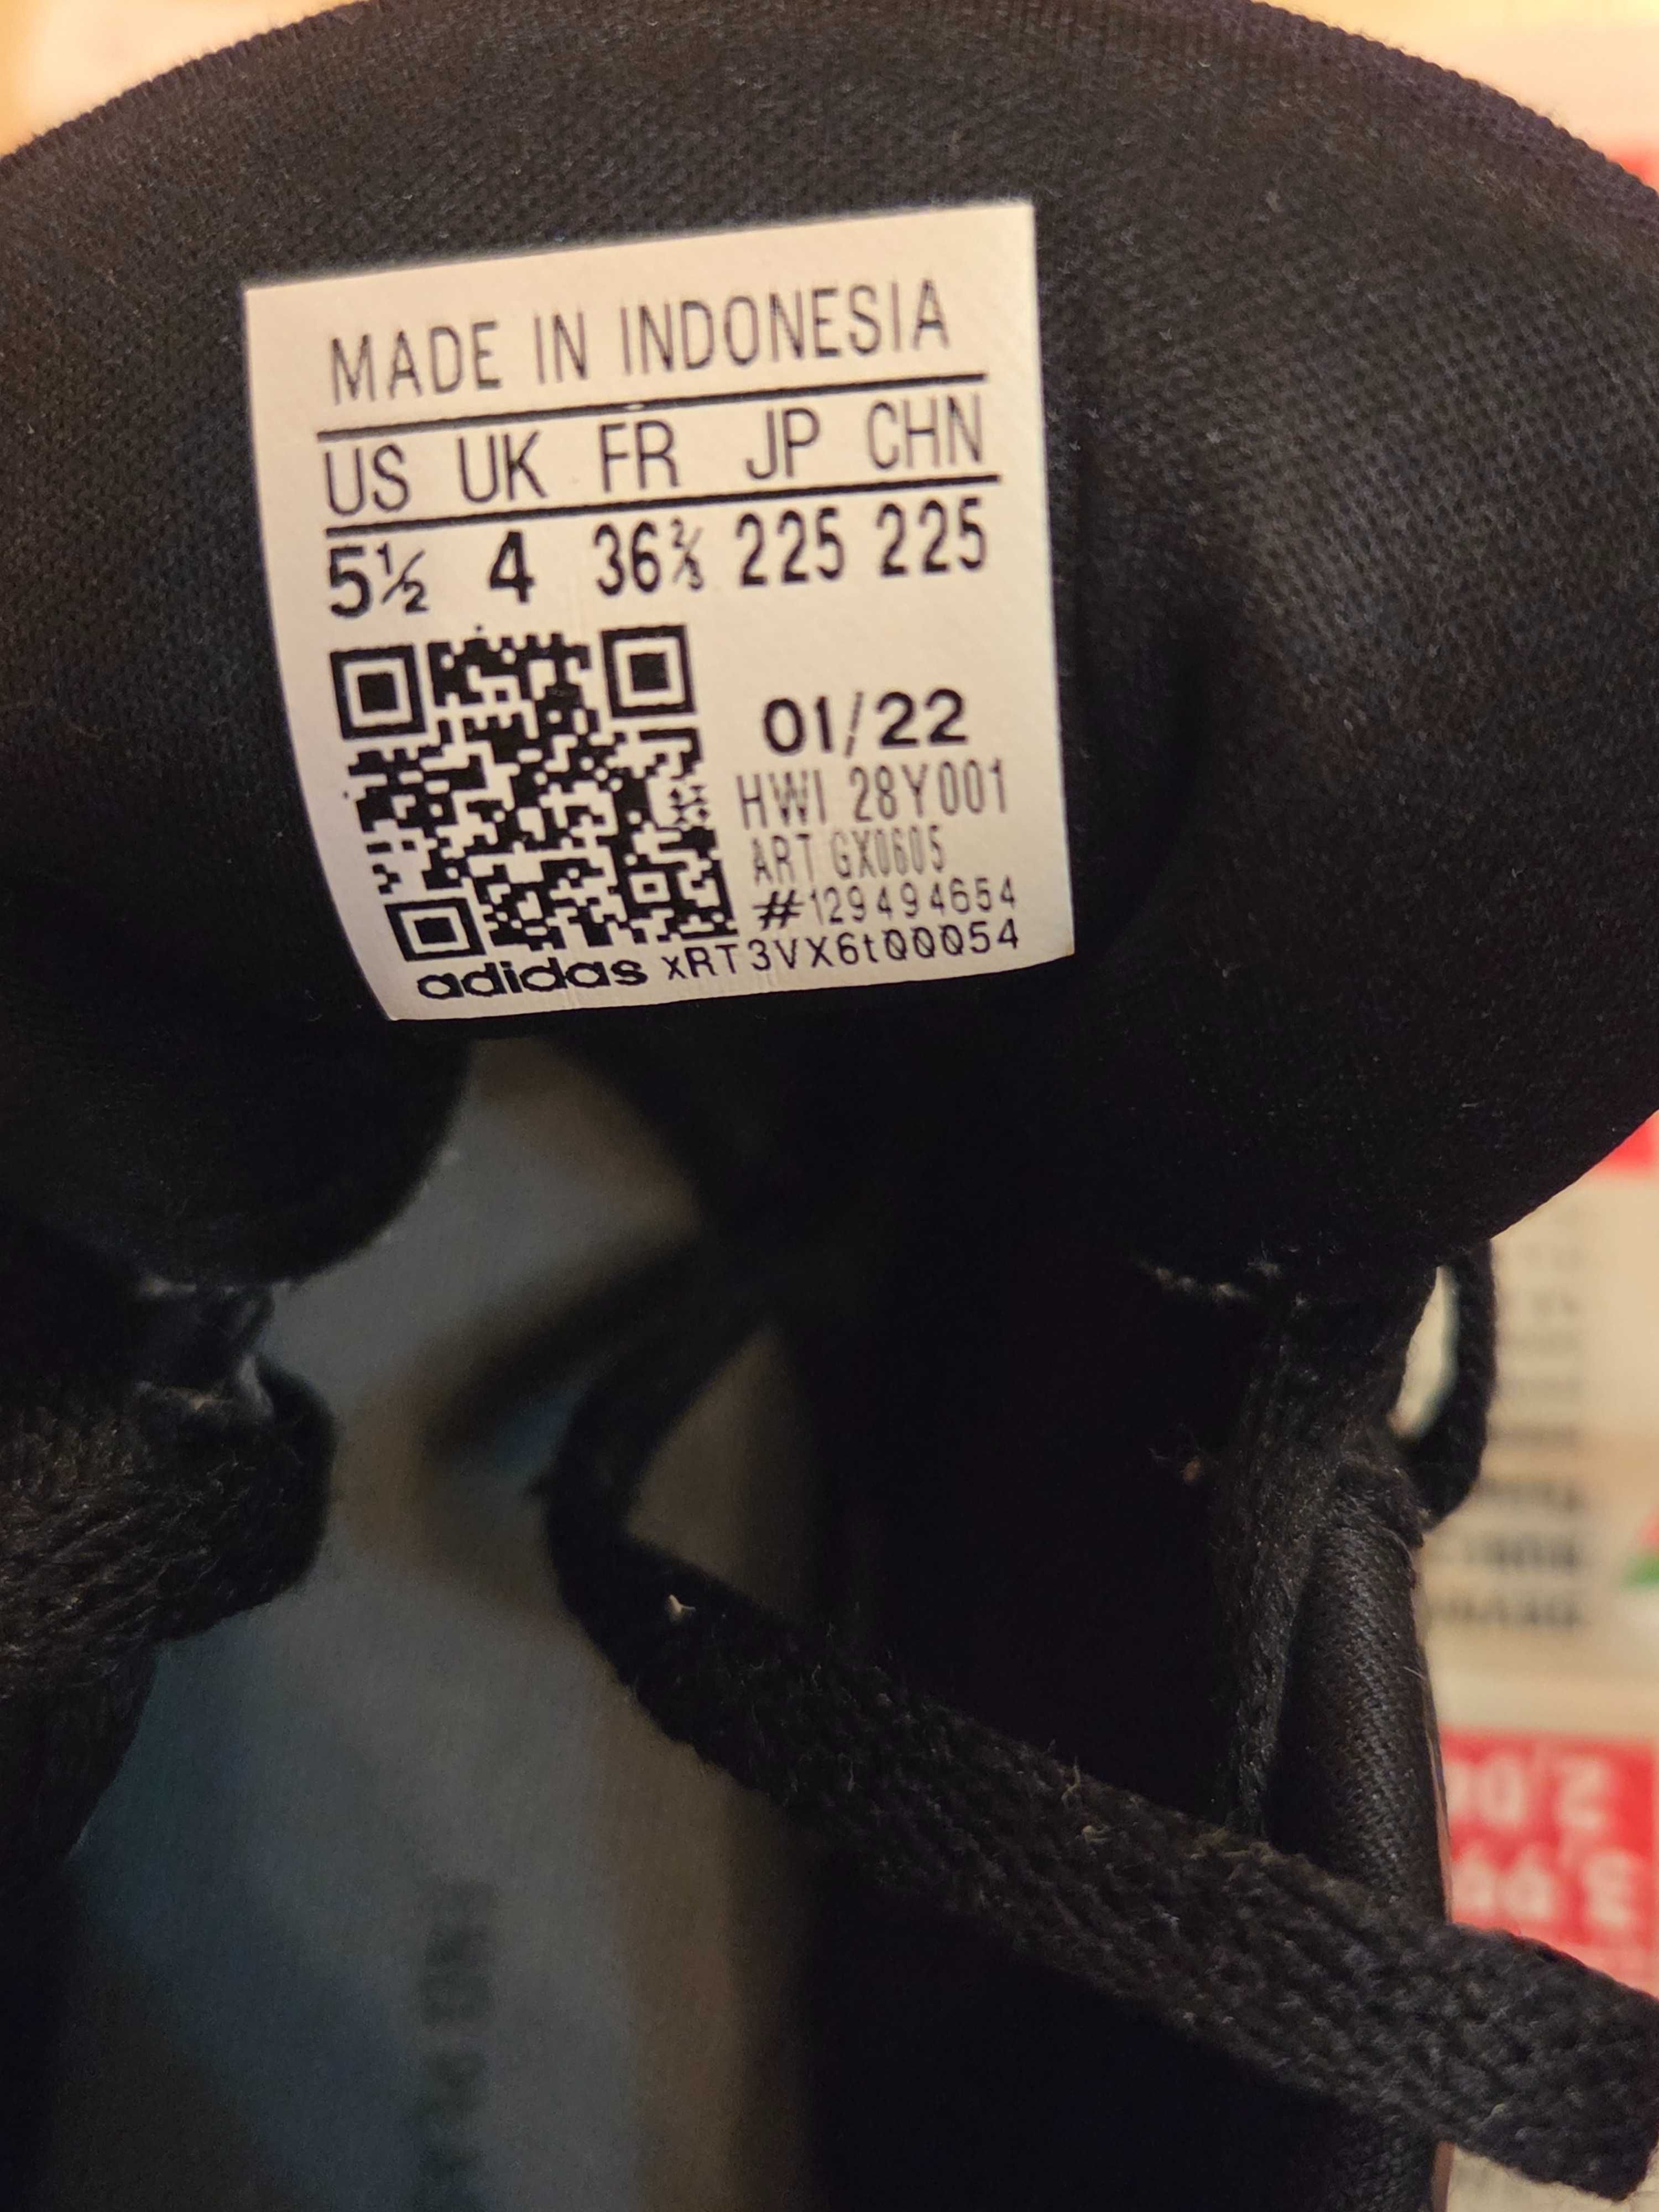 MADE IN INDONESIA
US UK FR JP CHN
5½ 4 36⅔ 225 225
01/22
HWI 28Y001
ART GX0605
#129494654
adidas xRT3VX6t00054